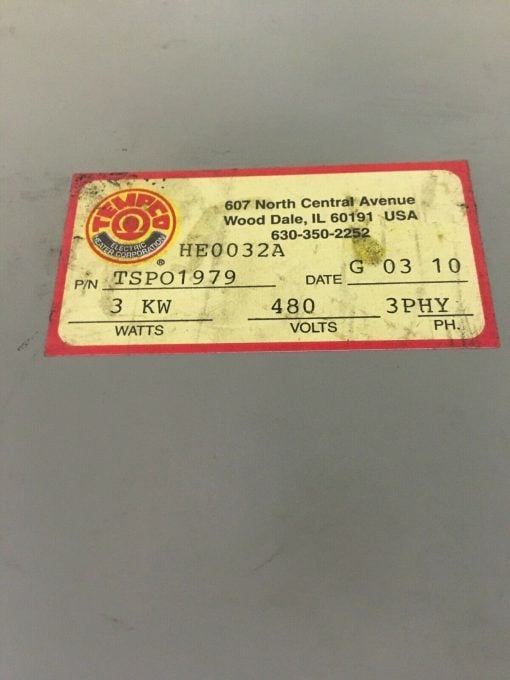 TEMPCO
ELECTRIC
HEATER CORPORATION
®
607 North Central Avenue
Wood Dale, IL 60191 USA
630-350-2252
HE0032A
P/N TSPO1979 DATE G 03 10
3 KW 480 3PHY
WATTS VOLTS PH.